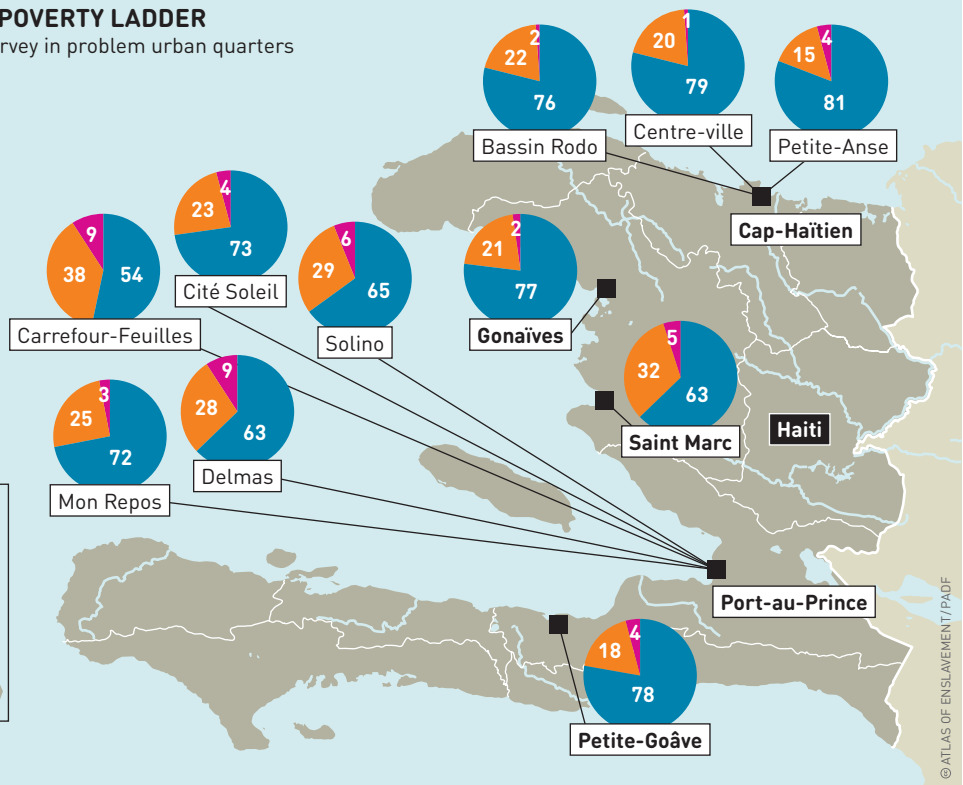 POVERTY LADDER
rvey in problem urban quarters
2
22
76
Bassin Rodo
1
20
79
Centre-ville
4
15
81
Petite-Anse
Cap-Haïtien
9
38
54
Carrefour-Feuilles
4
23
73
Cité Soleil
6
29
65
Solino
2
21
77
Gonaïves
5
32
63
Saint Marc
Haiti
3
25
72
Mon Repos
9
28
63
Delmas
Port-au-Prince
4
18
78
Petite-Goâve
© ATLAS OF ENSLAVEMENT/PADF